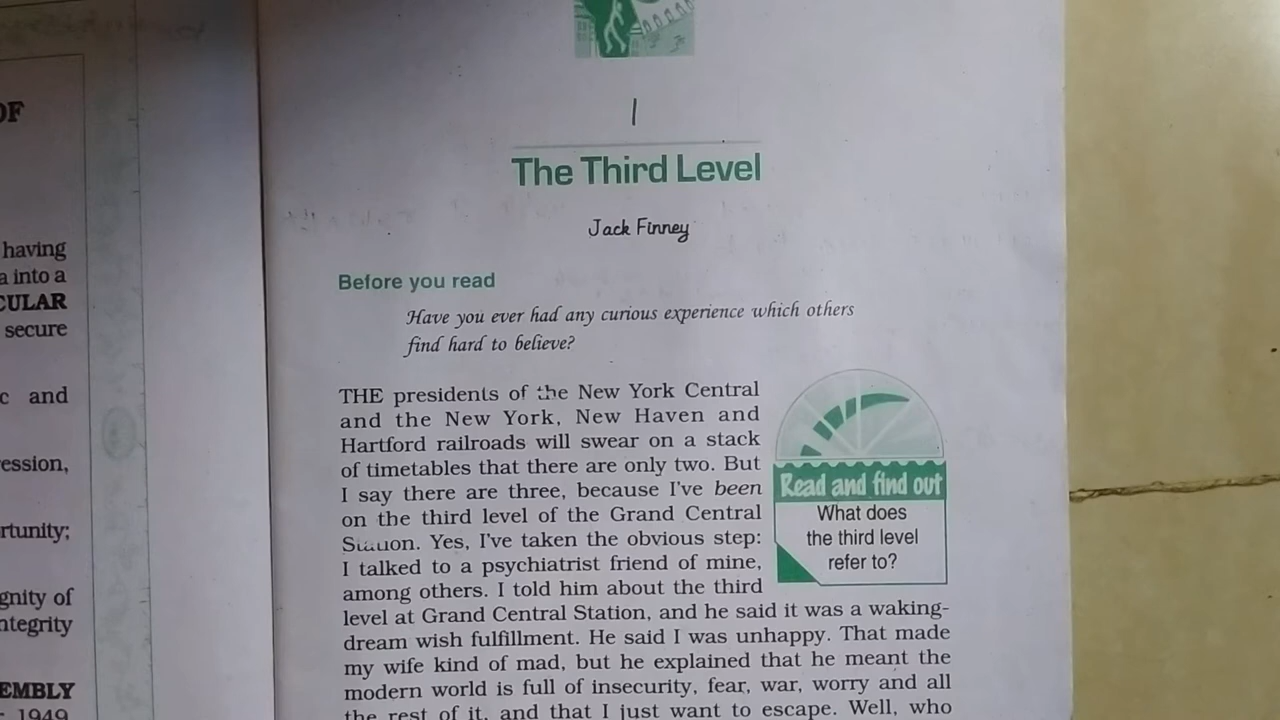 OF
having
a into a
CULAR
secure
c and
ession,
rtunity;
gnity of
ntegrity
EMBLY
1949
1
The Third Level
Jack Finney
Before you read
Have you ever had any curious experience which others
find hard to believe?
THE presidents of the New York Central
and the New York, New Haven and
Hartford railroads will swear on a stack
of timetables that there are only two. But
I say there are three, because I've been
on the third level of the Grand Central
Station. Yes, I've taken the obvious step:
I talked to a psychiatrist friend of mine,
among others. I told him about the third
level at Grand Central Station, and he said it was a waking-
dream wish fulfillment. He said I was unhappy. That made
my wife kind of mad, but he explained that he meant the
modern world is full of insecurity, fear, war, worry and all
the rest of it, and that I just want to escape. Well, who
Read and find out
What does
the third level
refer to?